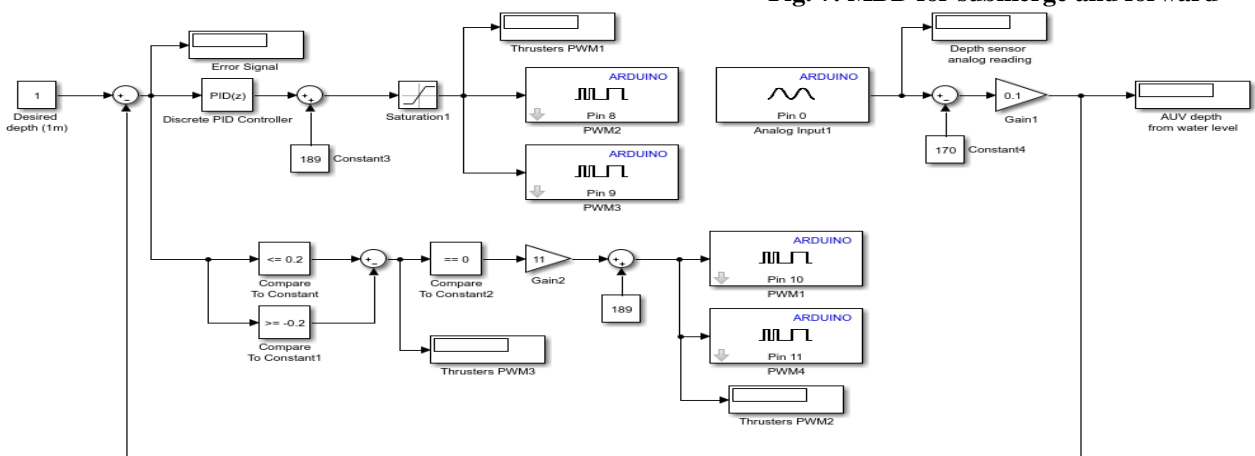 Fig. 7. MBD for submerge and forward
Thrusters PWM1
Depth sensor
analog reading
Error Signal
1
Desired
depth (1m)
PID(z)
Discrete PID Controller
189
Constant3
Saturation1
ARDUINO
Pin 8
PWM2
ARDUINO
Pin 9
PWM3
ARDUINO
Pin 0
Analog Input1
170
Constant4
0.1
Gain1
AUV depth
from water level
<= 0.2
Compare
To Constant
>= -0.2
Compare
To Constant1
== 0
Compare
To Constant2
Thrusters PWM3
11
Gain2
189
ARDUINO
Pin 10
PWM1
ARDUINO
Pin 11
PWM4
Thrusters PWM2